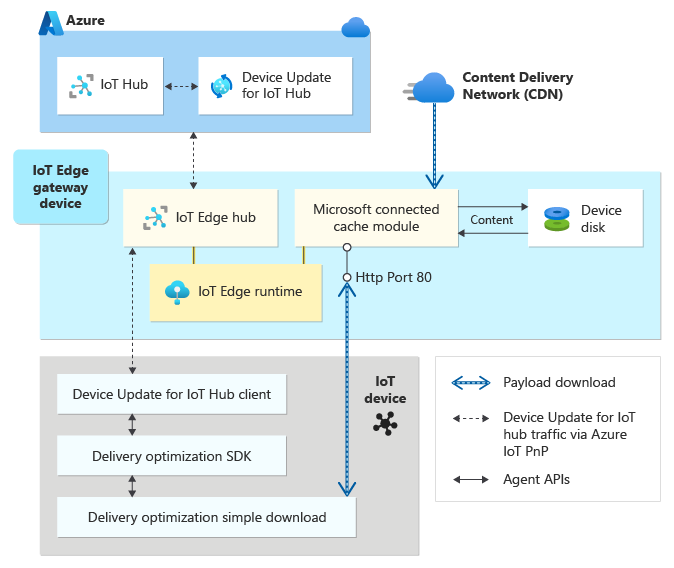 Azure
IoT Hub
Device Update
for IoT Hub
Content Delivery
Network (CDN)
IoT Edge
gateway
device
IoT Edge hub
Microsoft connected
cache module
Content
Device
disk
IoT Edge runtime
Http Port 80
IoT
device
Device Update for IoT Hub client
Delivery optimization SDK
Delivery optimization simple download
Payload download
Device Update for IoT
hub traffic via Azure
IoT PnP
Agent APIs